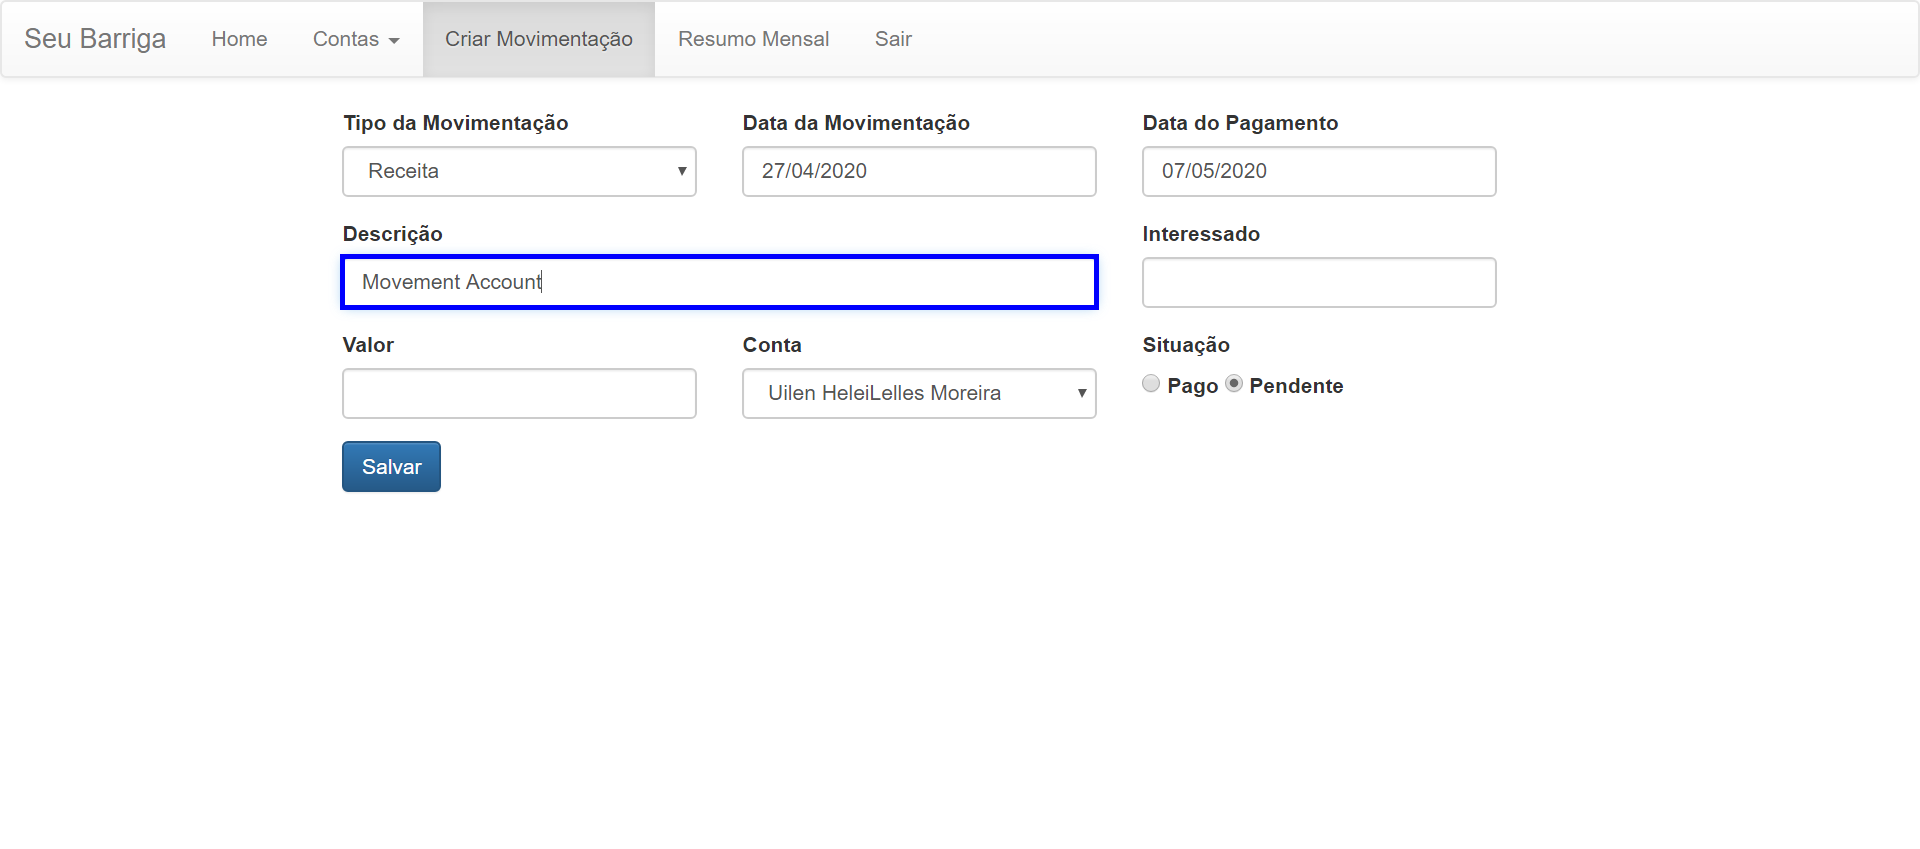 Seu Barriga Home Contas Criar Movimentação Resumo Mensal Sair
Tipo da Movimentação Data da Movimentação Data do Pagamento
Receita 27/04/2020 07/05/2020
Descrição Interessado
Movement Account
Valor Conta Situação
Uilen HeleiLelles Moreira Pago Pendente
Salvar